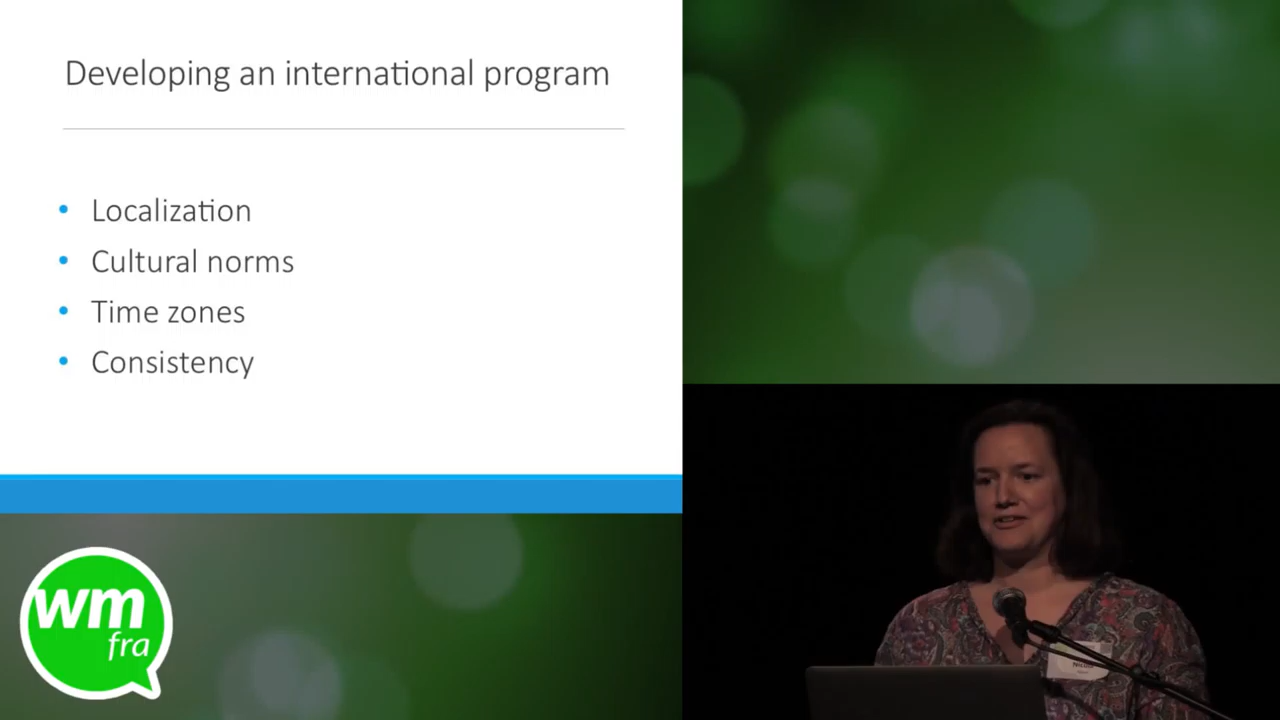 Developing an international program
• Localization
• Cultural norms
• Time zones
• Consistency
wm
fra